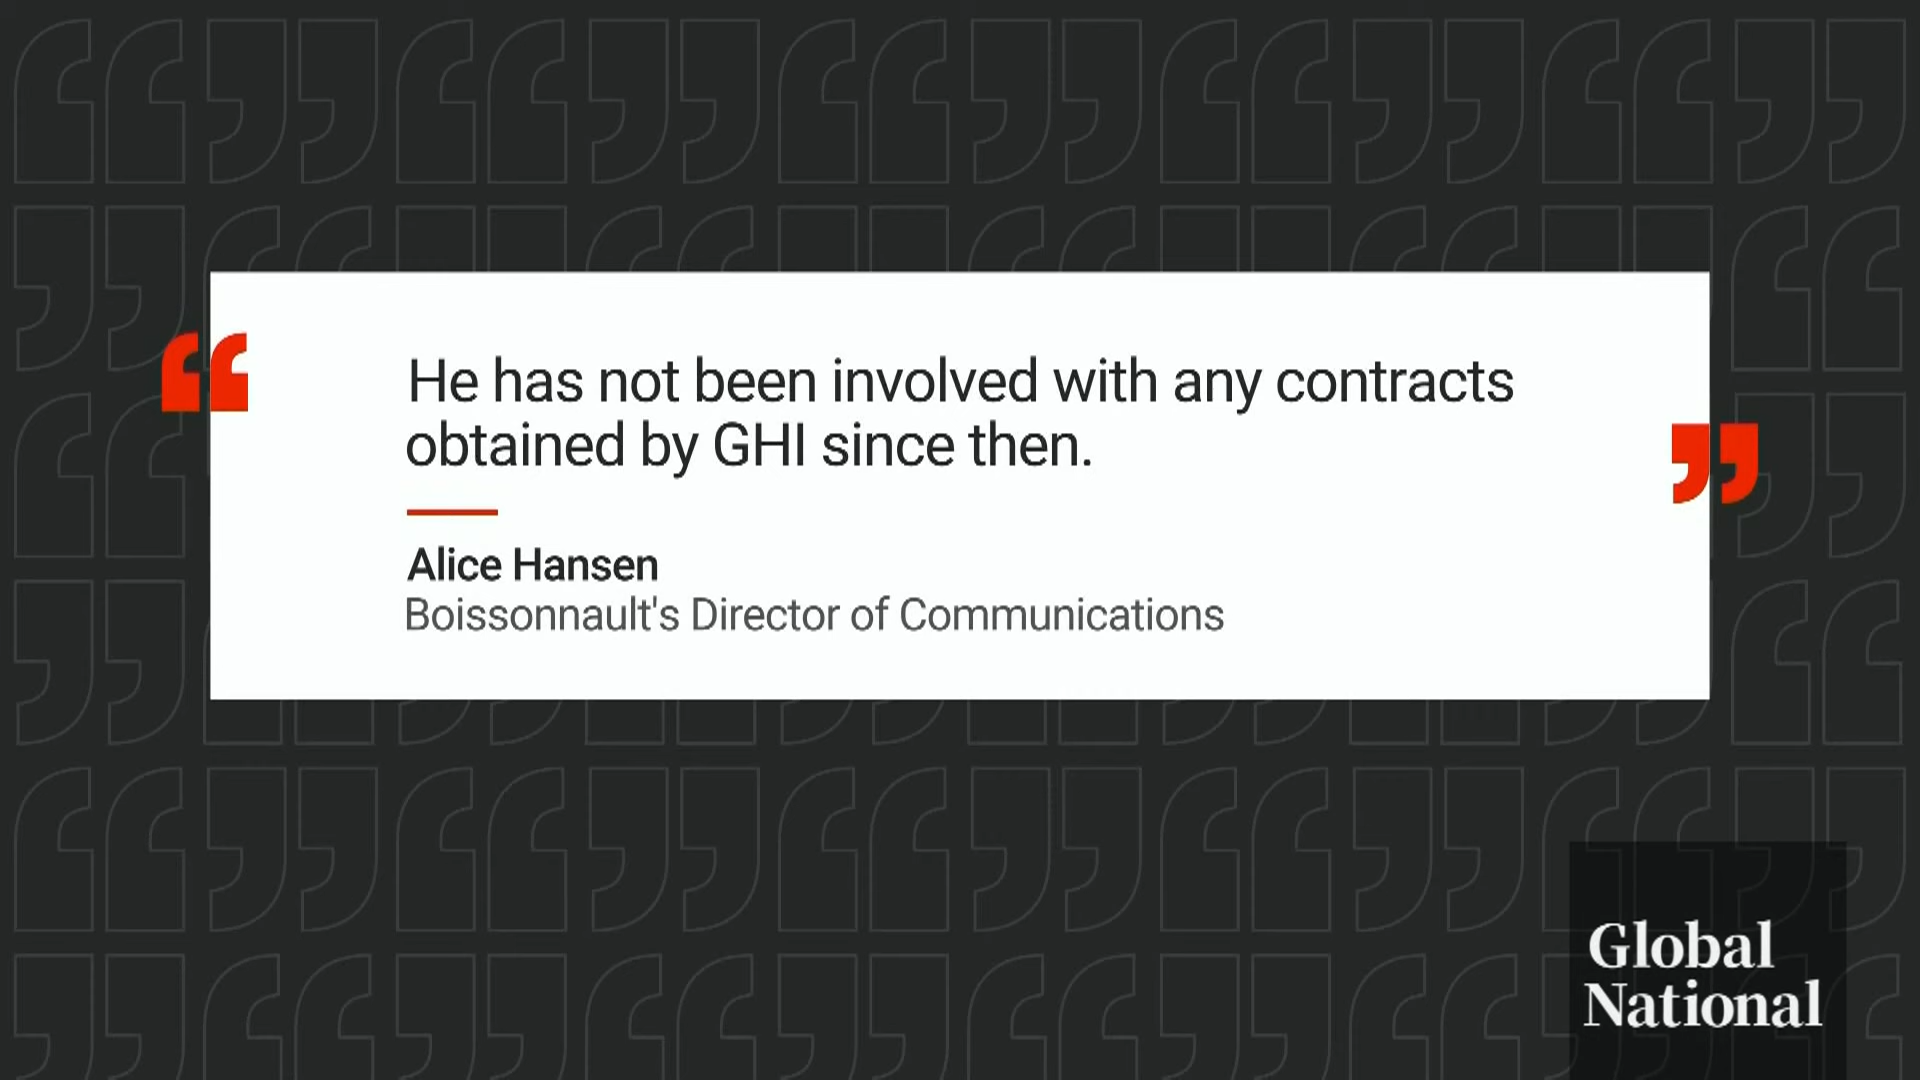 He has not been involved with any contracts
obtained by GHI since then.
Alice Hansen
Boissonnault's Director of Communications
Global
National